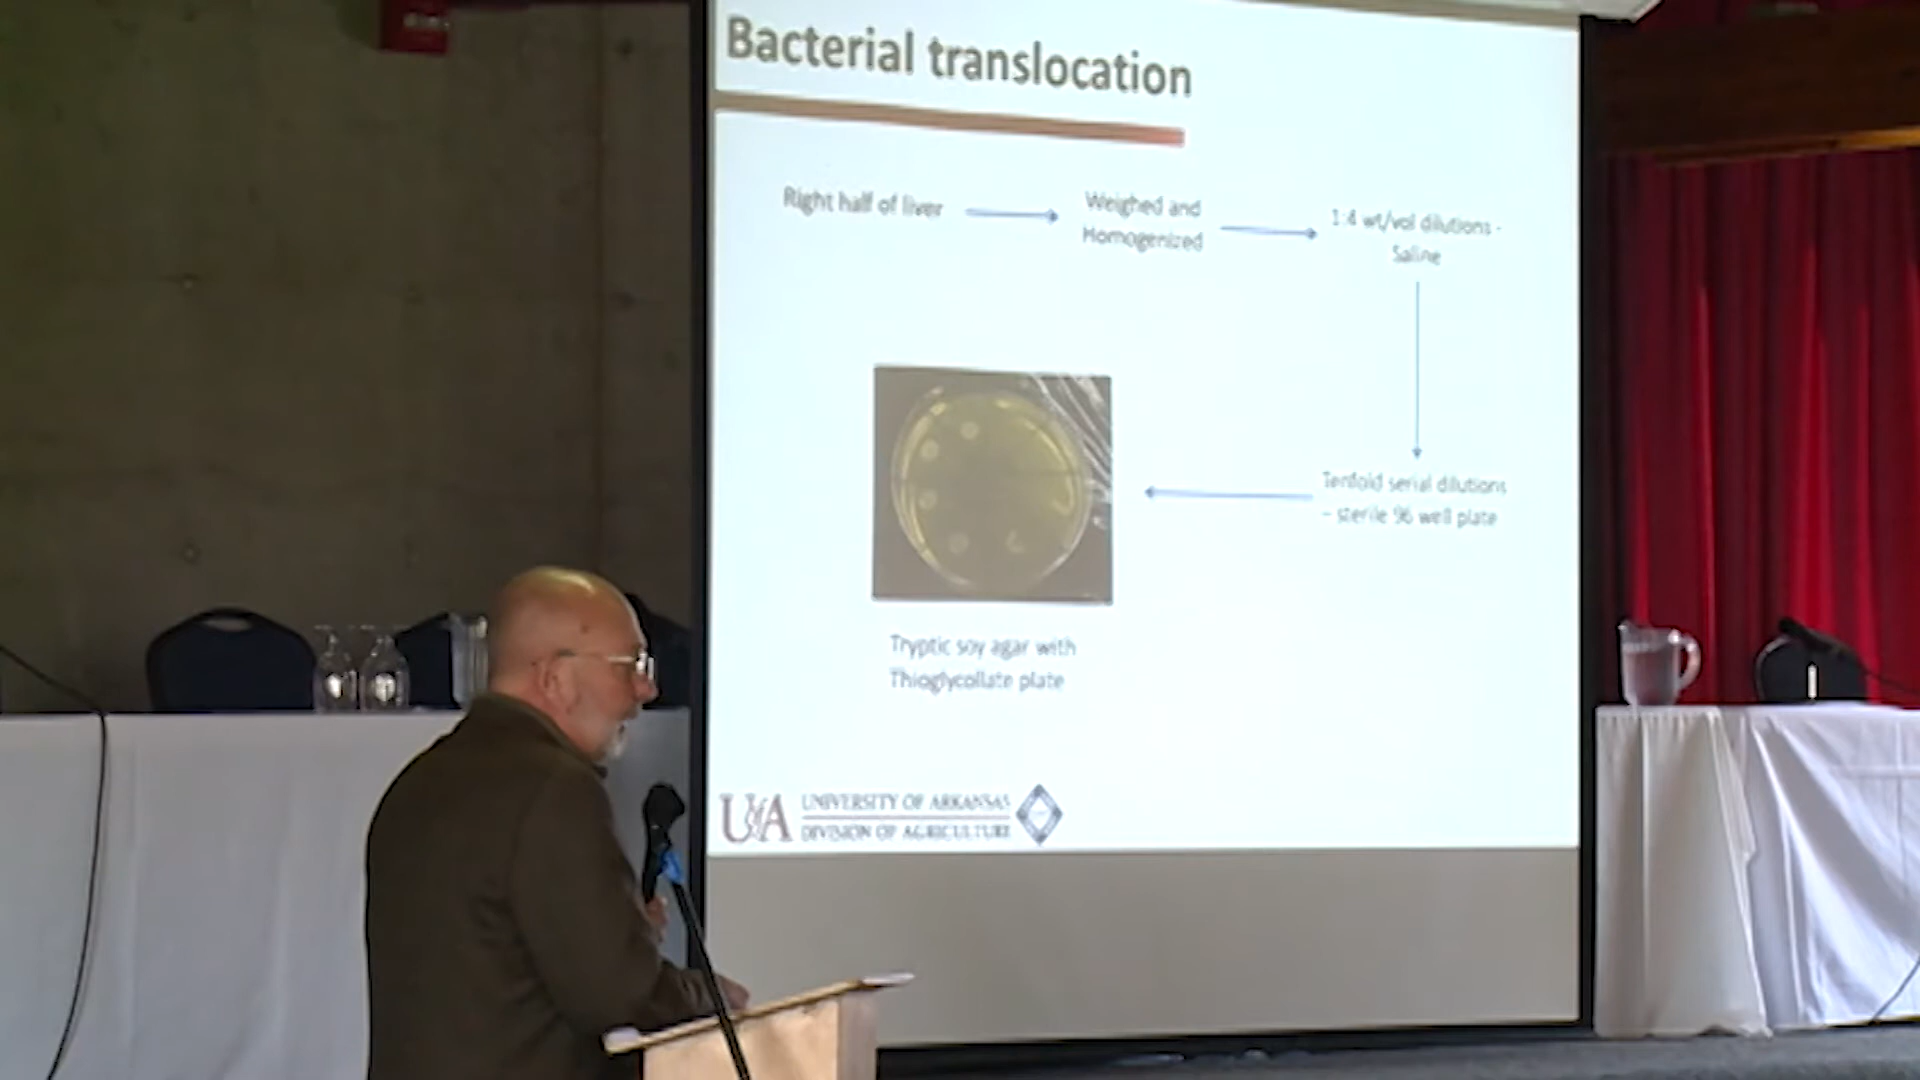 Bacterial translocation
Right half of liver
Weighed and
Homogenized
1:4 wt/vol dilutions -
Saline
Tenfold serial dilutions
– sterile 96 well plate
Tryptic soy agar with
Thioglycollate plate
UofA
UNIVERSITY OF ARKANSAS
DIVISION OF AGRICULTURE